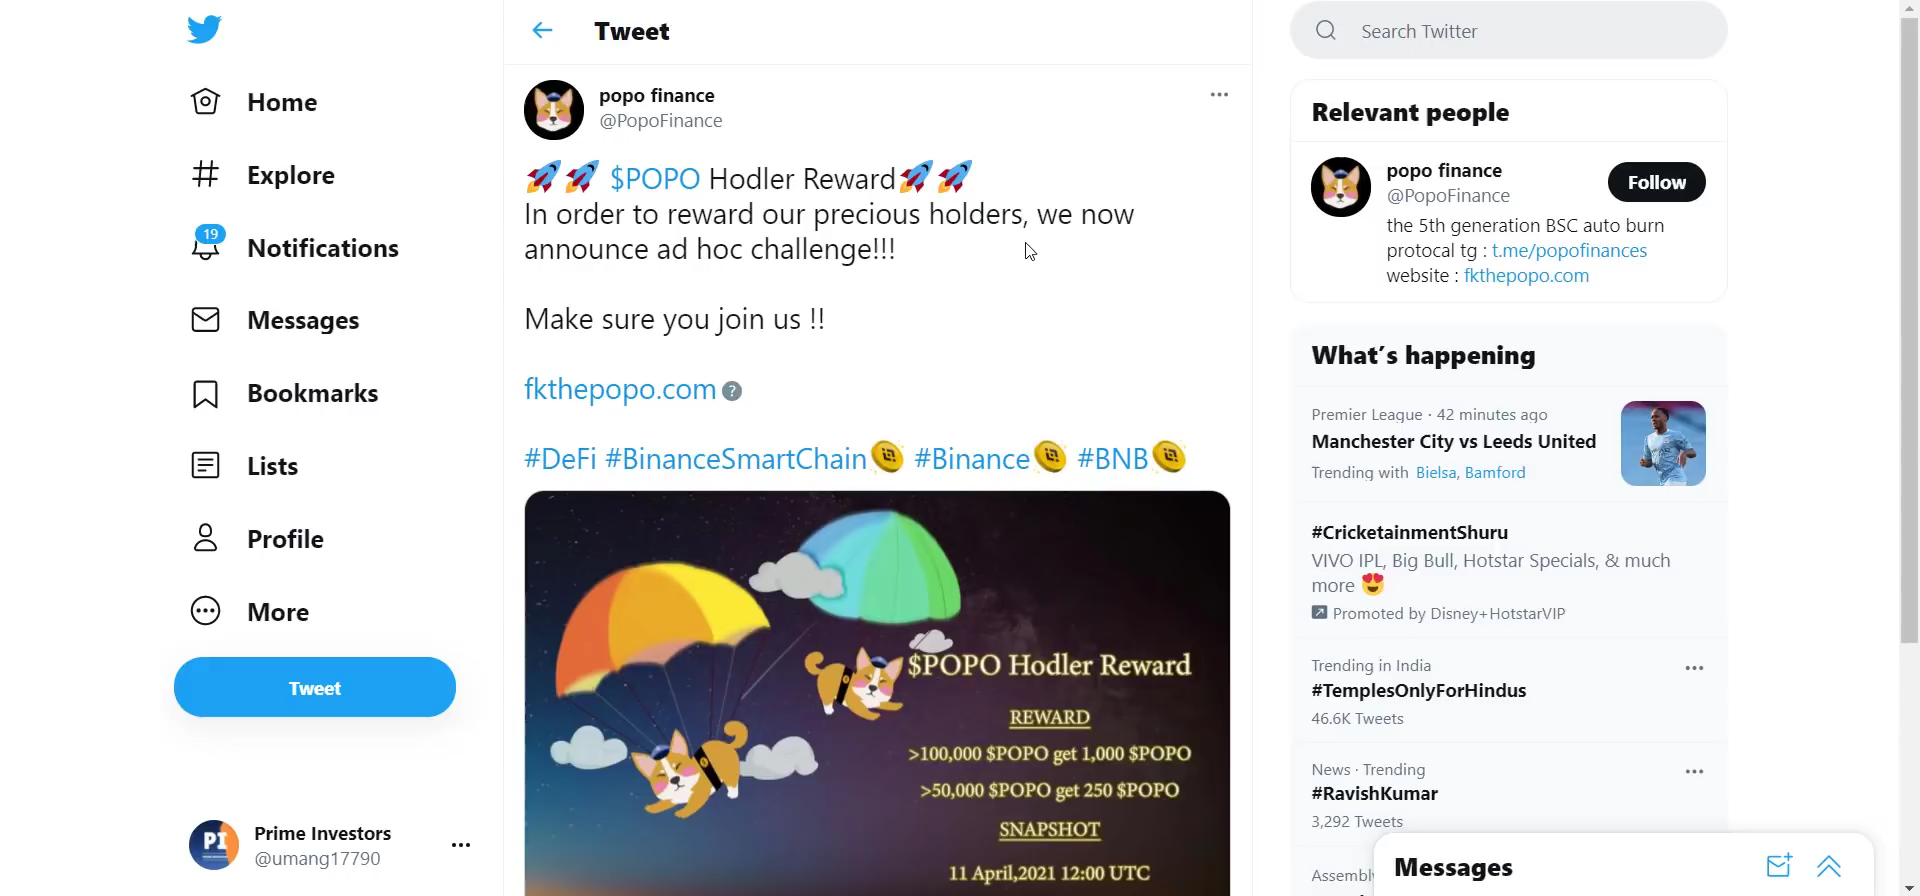 Home
Explore
19
Notifications
Messages
Bookmarks
Lists
Profile
More
Tweet
PI
Prime Investors
@umang17790
Tweet
popo finance
@PopoFinance
🚀🚀 $POPO Hodler Reward🚀🚀
In order to reward our precious holders, we now
announce ad hoc challenge!!!
Make sure you join us !!
fkthepopo.com
#DeFi #BinanceSmartChain #Binance #BNB
$POPO Hodler Reward
REWARD
>100,000 $POPO get 1,000 $POPO
>50,000 $POPO get 250 $POPO
SNAPSHOT
11 April,2021 12:00 UTC
Search Twitter
Relevant people
popo finance
@PopoFinance
Follow
the 5th generation BSC auto burn
protocal tg : t.me/popofinances
website : fkthepopo.com
What's happening
Premier League · 42 minutes ago
Manchester City vs Leeds United
Trending with Bielsa, Bamford
#CricketainmentShuru
VIVO IPL, Big Bull, Hotstar Specials, & much
more 😍
Promoted by Disney+HotstarVIP
Trending in India
#TemplesOnlyForHindus
46.6K Tweets
News · Trending
#RavishKumar
3,292 Tweets
Messages